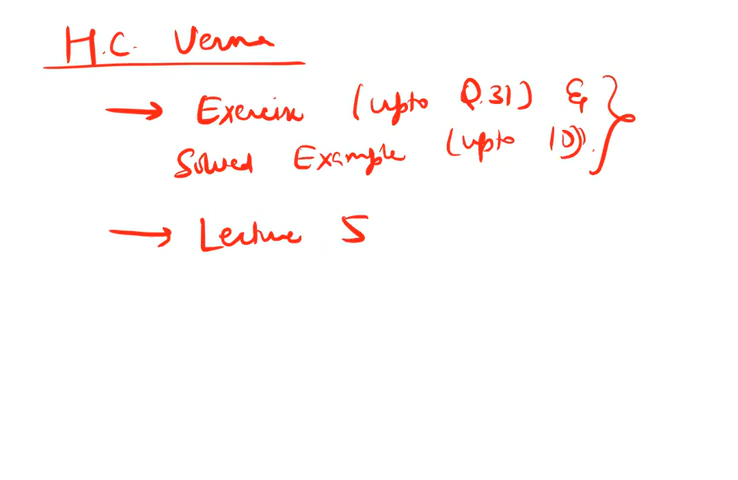 H.C. Verma
→ Exercise (upto Q.31) &
Solved Example (upto 10).
→ Lecture 5